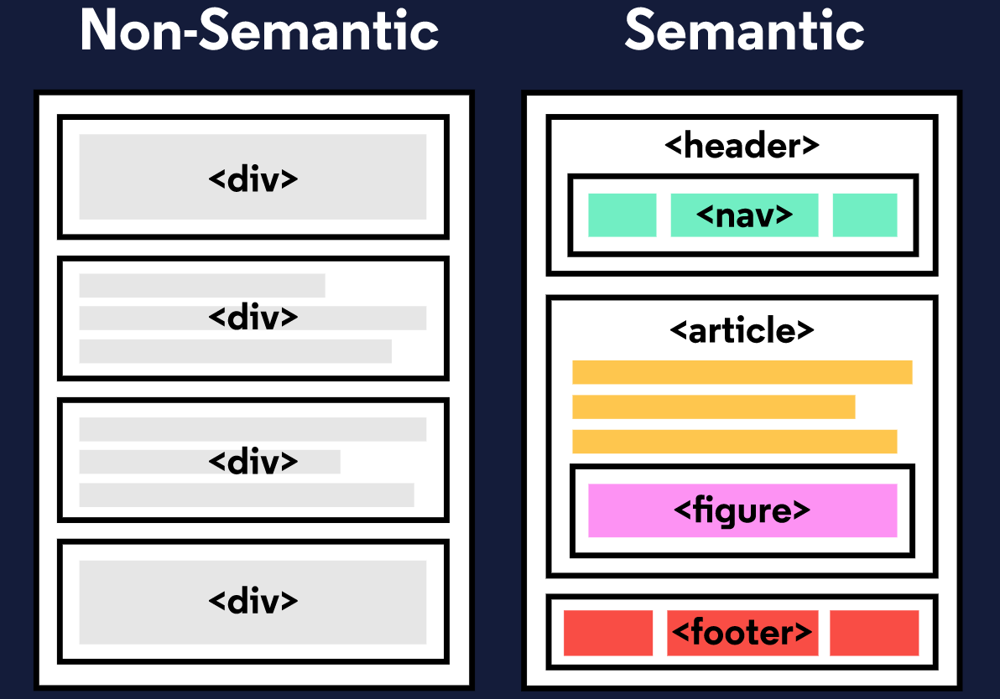 Non-Semantic
<div>
<div>
<div>
<div>
Semantic
<header>
<nav>
<article>
<figure>
<footer>